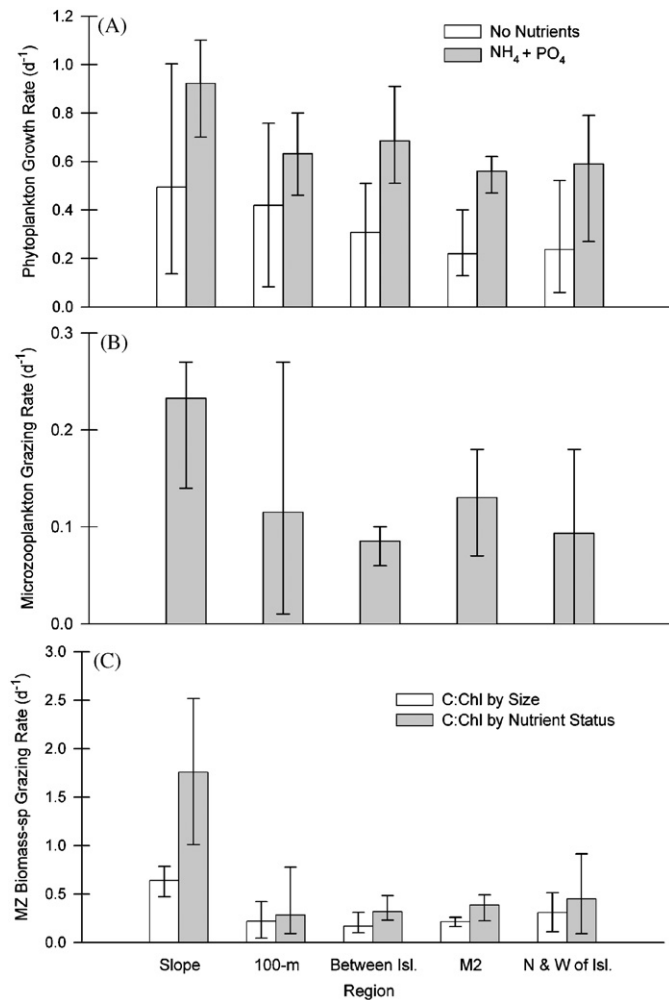 (A)
No Nutrients
NH₄ + PO₄
Phytoplankton Growth Rate (d⁻¹)
1.2
1.0
0.8
0.6
0.4
0.2
0.0
(B)
Microzooplankton Grazing Rate (d⁻¹)
0.3
0.2
0.1
0.0
(C)
C:Chl by Size
C:Chl by Nutrient Status
MZ Biomass-sp Grazing Rate (d⁻¹)
3.0
2.5
2.0
1.5
1.0
0.5
0.0
Slope 100-m Between Isl. M2 N & W of Isl.
Region